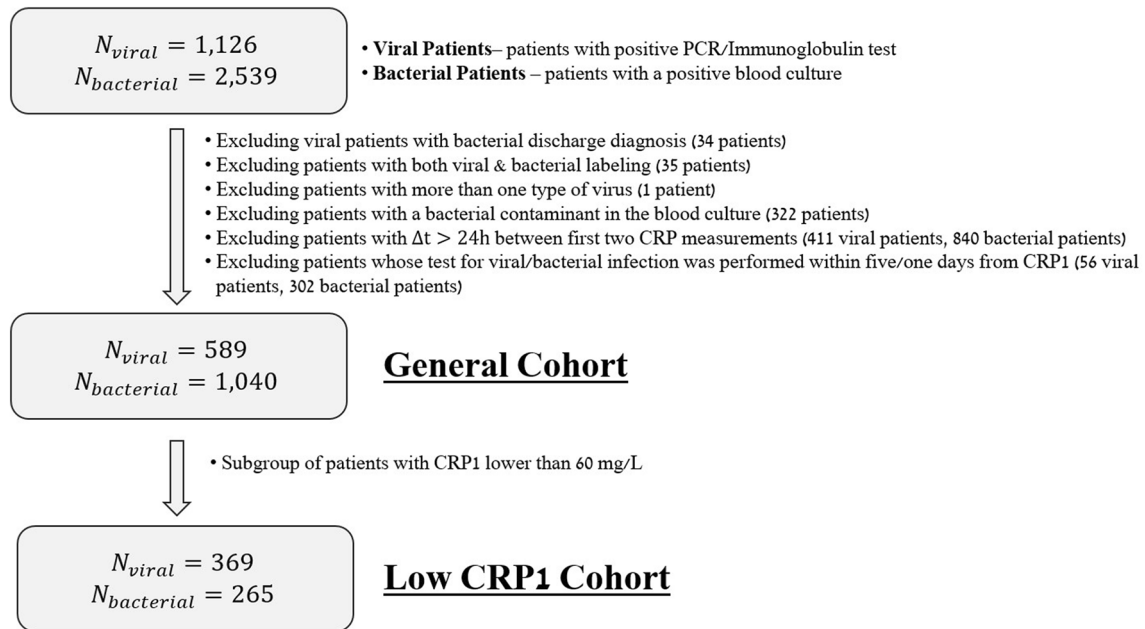 N_viral = 1,126
N_bacterial = 2,539
• Viral Patients– patients with positive PCR/Immunoglobulin test
• Bacterial Patients – patients with a positive blood culture
• Excluding viral patients with bacterial discharge diagnosis (34 patients)
• Excluding patients with both viral & bacterial labeling (35 patients)
• Excluding patients with more than one type of virus (1 patient)
• Excluding patients with a bacterial contaminant in the blood culture (322 patients)
• Excluding patients with Δt > 24h between first two CRP measurements (411 viral patients, 840 bacterial patients)
• Excluding patients whose test for viral/bacterial infection was performed within five/one days from CRP1 (56 viral
patients, 302 bacterial patients)
N_viral = 589
N_bacterial = 1,040
General Cohort
• Subgroup of patients with CRP1 lower than 60 mg/L
N_viral = 369
N_bacterial = 265
Low CRP1 Cohort